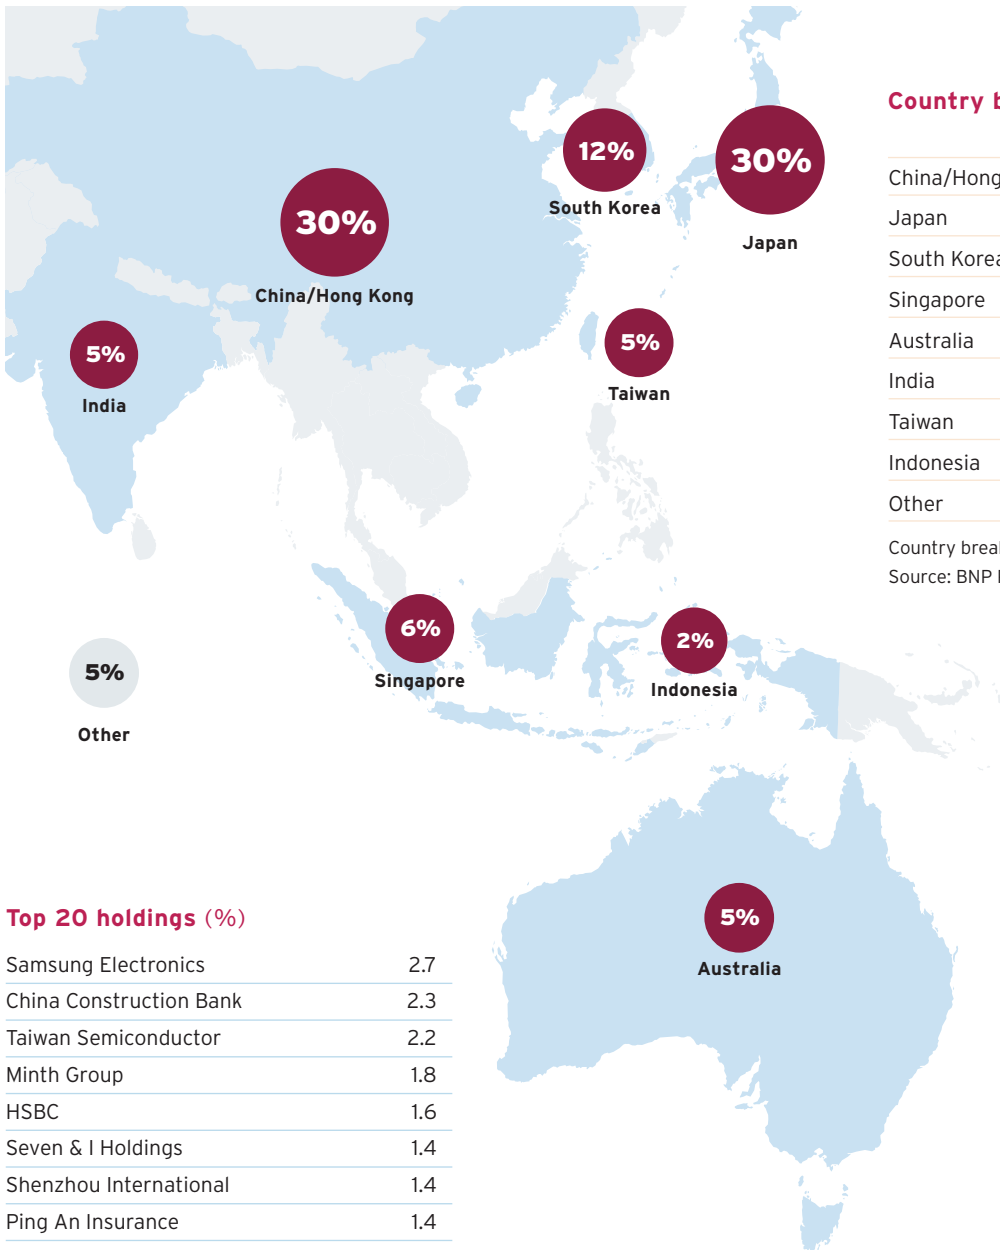 12%
South Korea
30%
Japan
30%
China/Hong Kong
5%
India
5%
Taiwan
6%
Singapore
2%
Indonesia
5%
Other
5%
Australia
Country
China/Hong
Japan
South Korea
Singapore
Australia
India
Taiwan
Indonesia
Other
Country
Source: BNP
Top 20 holdings (%)
Samsung Electronics 2.7
China Construction Bank 2.3
Taiwan Semiconductor 2.2
Minth Group 1.8
HSBC 1.6
Seven & I Holdings 1.4
Shenzhou International 1.4
Ping An Insurance 1.4